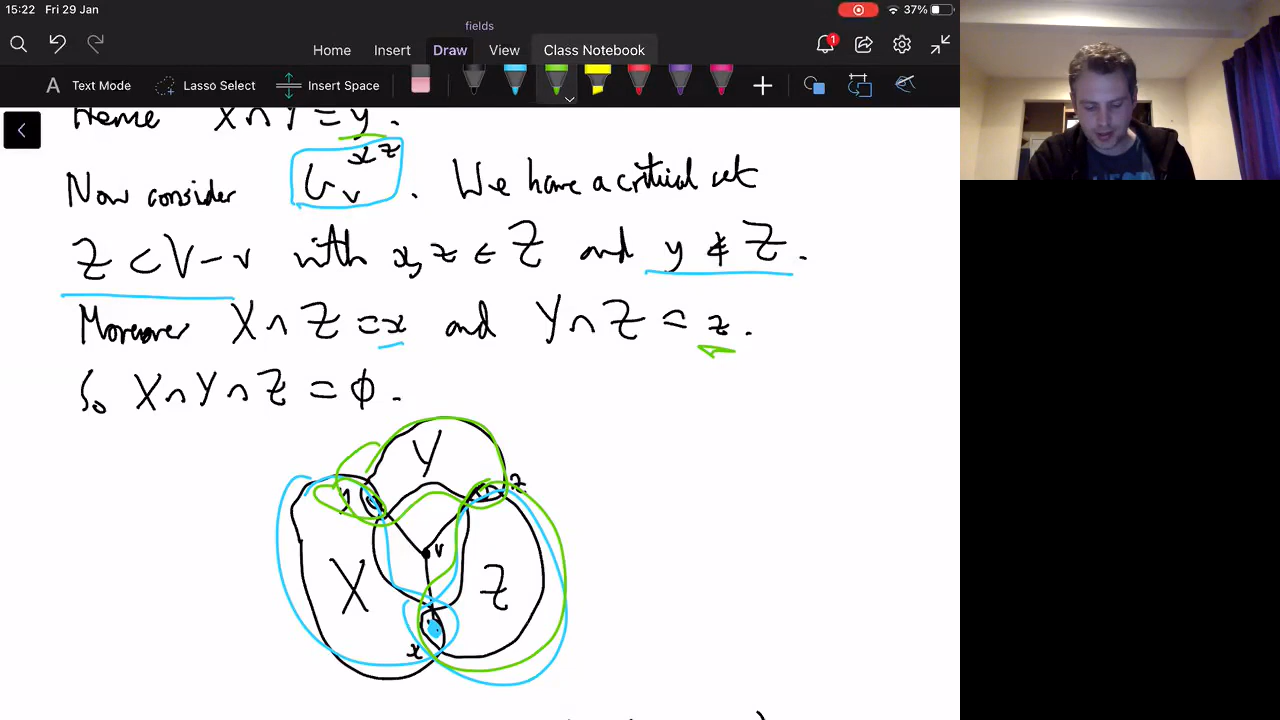 15:22 Fri 29 Jan
37%
fields
Home Insert Draw View Class Notebook
1
Text Mode Lasso Select Insert Space
Hence X∩Y = y.
Now consider G_v^{xz}. We have a critical set
Z ⊂ V-v with x, z ∈ Z and y ∉ Z.
Moreover X∩Z = x and Y∩Z = z.
So X∩Y∩Z = ϕ.
Y
y
z
v
X
Z
x